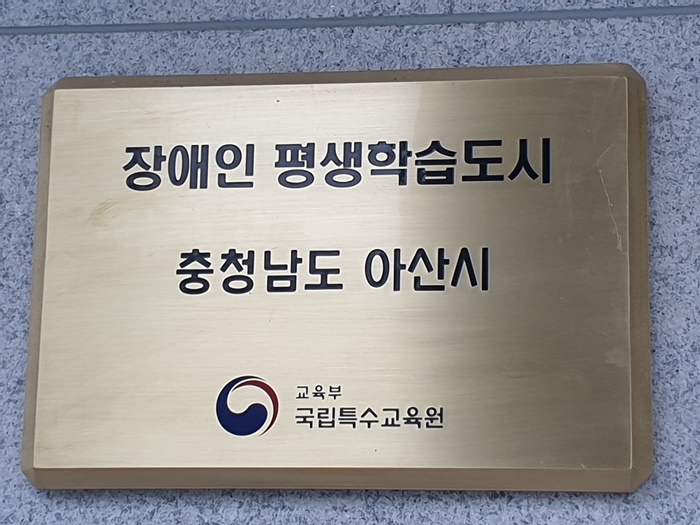 장애인 평생학습도시
충청남도 아산시
교육부
국립특수교육원